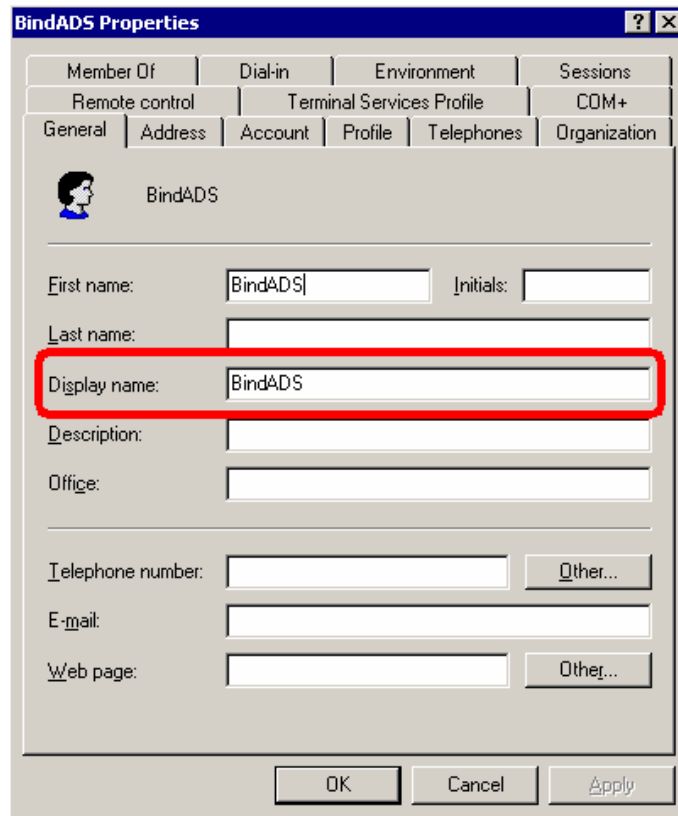 BindADS Properties ? X
Member Of Dial-in Environment Sessions
Remote control Terminal Services Profile COM+
General Address Account Profile Telephones Organization
BindADS
First name: BindADS Initials:
Last name:
Display name: BindADS
Description:
Office:
Telephone number: Other...
E-mail:
Web page: Other...
OK Cancel Apply